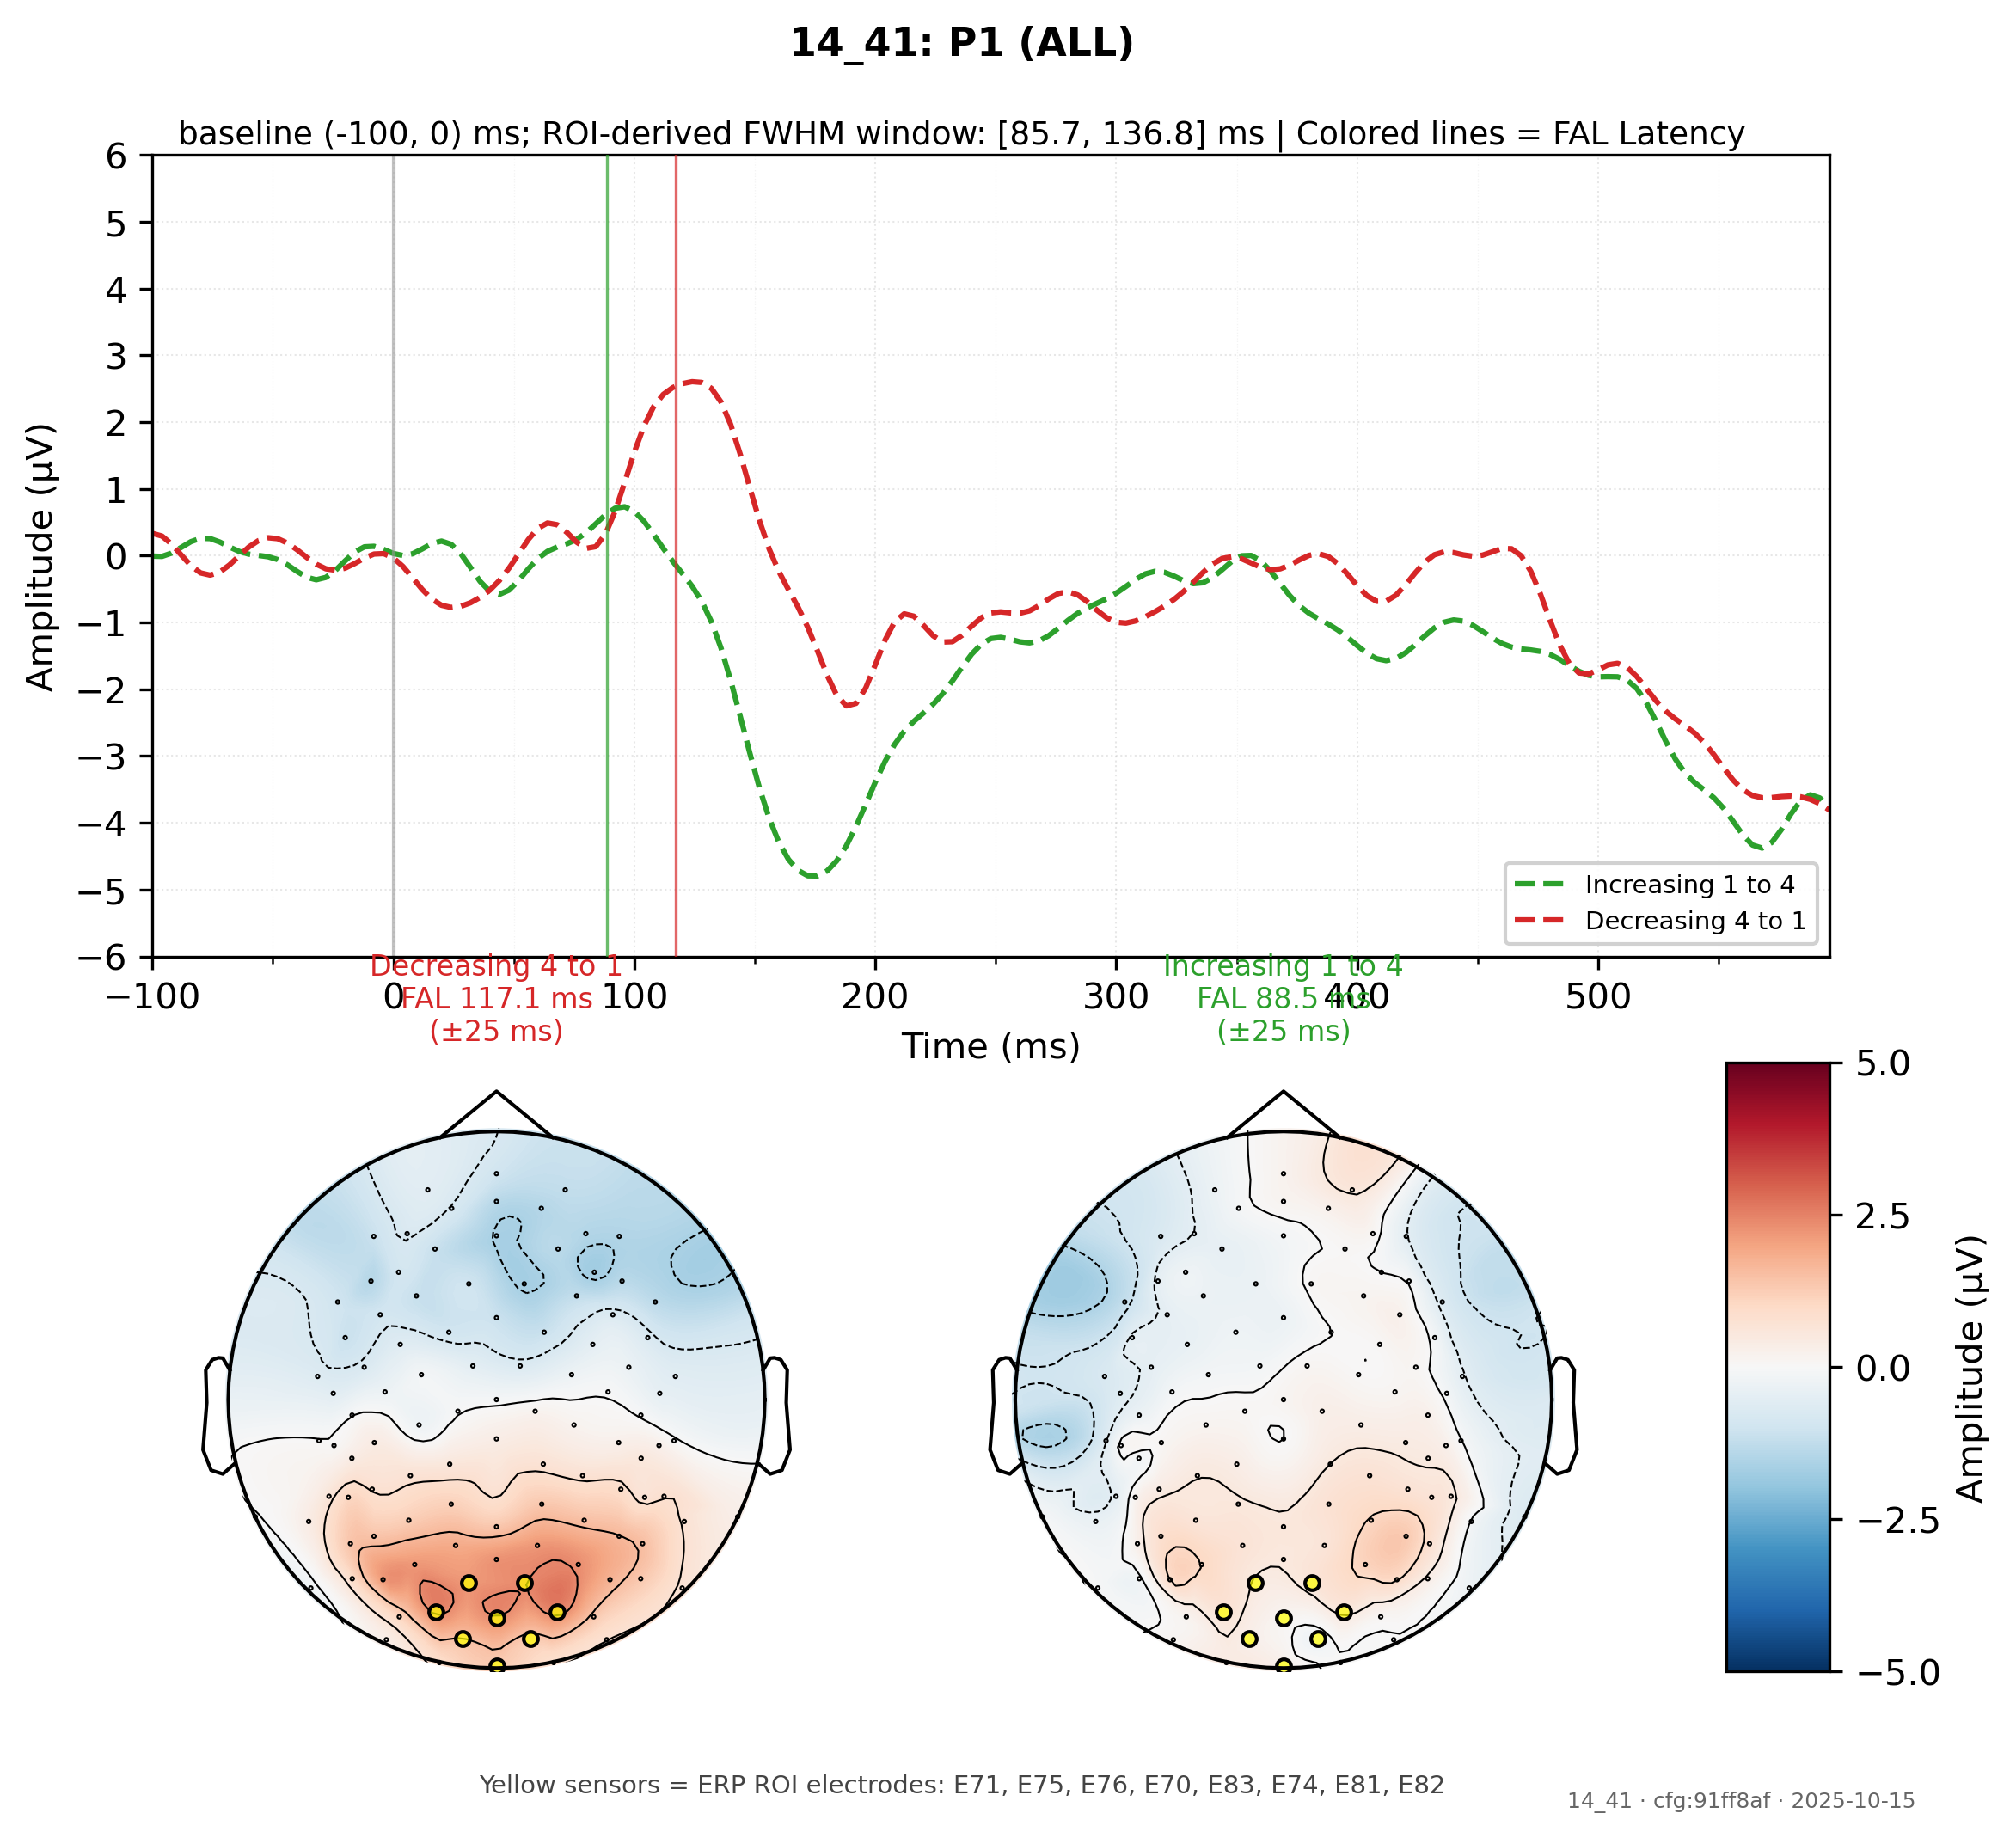 14_41: P1 (ALL)
baseline (-100, 0) ms; ROI-derived FWHM window: [85.7, 136.8] ms | Colored lines = FAL Latency
6
5
4
3
2
1
0
−1
−2
−3
−4
−5
−6
Amplitude (µV)
Increasing 1 to 4
Decreasing 4 to 1
−100 0 100 200 300 400 500
Time (ms)
Decreasing 4 to 1
FAL 117.1 ms
(±25 ms)
Increasing 1 to 4
FAL 88.5 ms
(±25 ms)
5.0
2.5
0.0
−2.5
−5.0
Amplitude (µV)
Yellow sensors = ERP ROI electrodes: E71, E75, E76, E70, E83, E74, E81, E82
14_41 · cfg:91ff8af · 2025-10-15